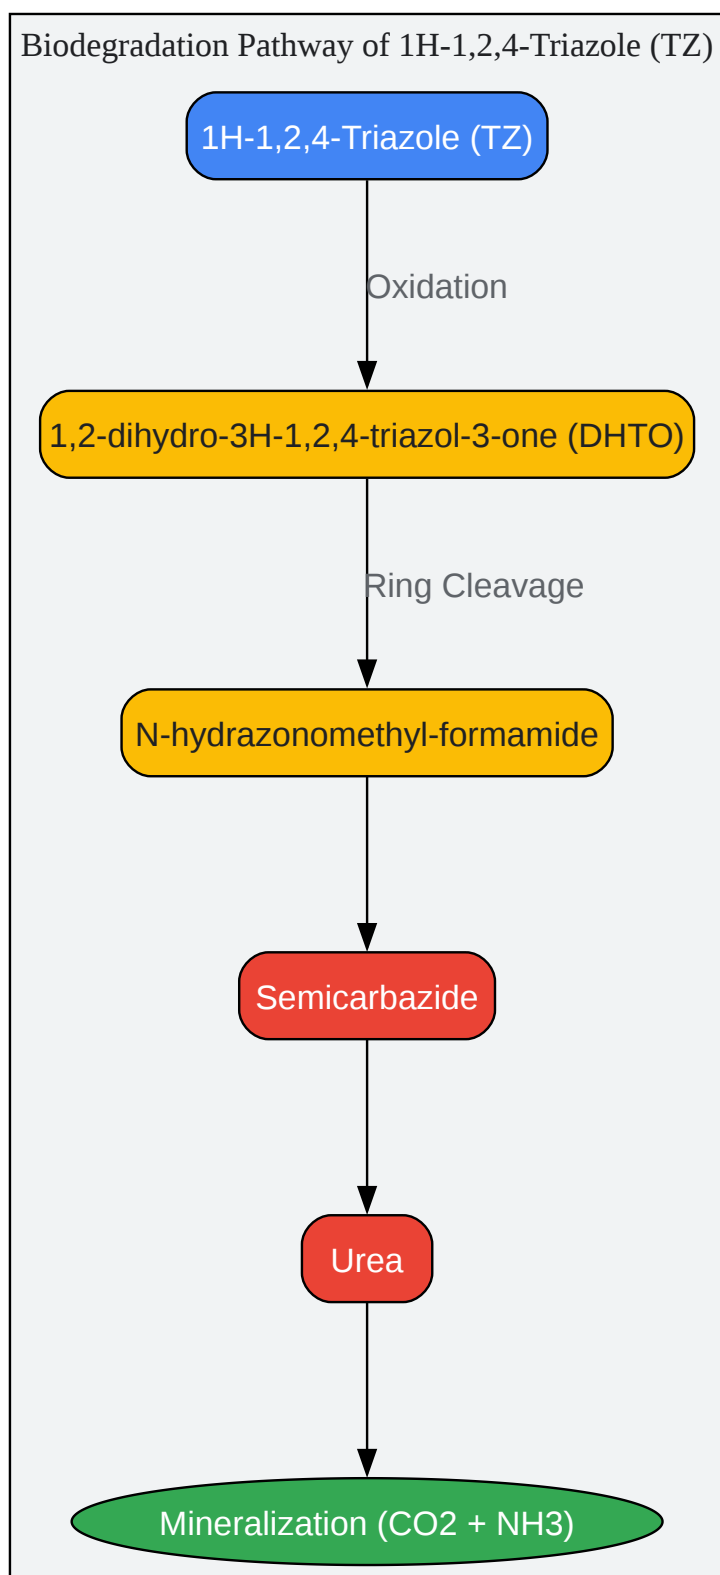 Biodegradation Pathway of 1H-1,2,4-Triazole (TZ)
1H-1,2,4-Triazole (TZ)
Oxidation
1,2-dihydro-3H-1,2,4-triazol-3-one (DHTO)
Ring Cleavage
N-hydrazonomethyl-formamide
Semicarbazide
Urea
Mineralization (CO2 + NH3)